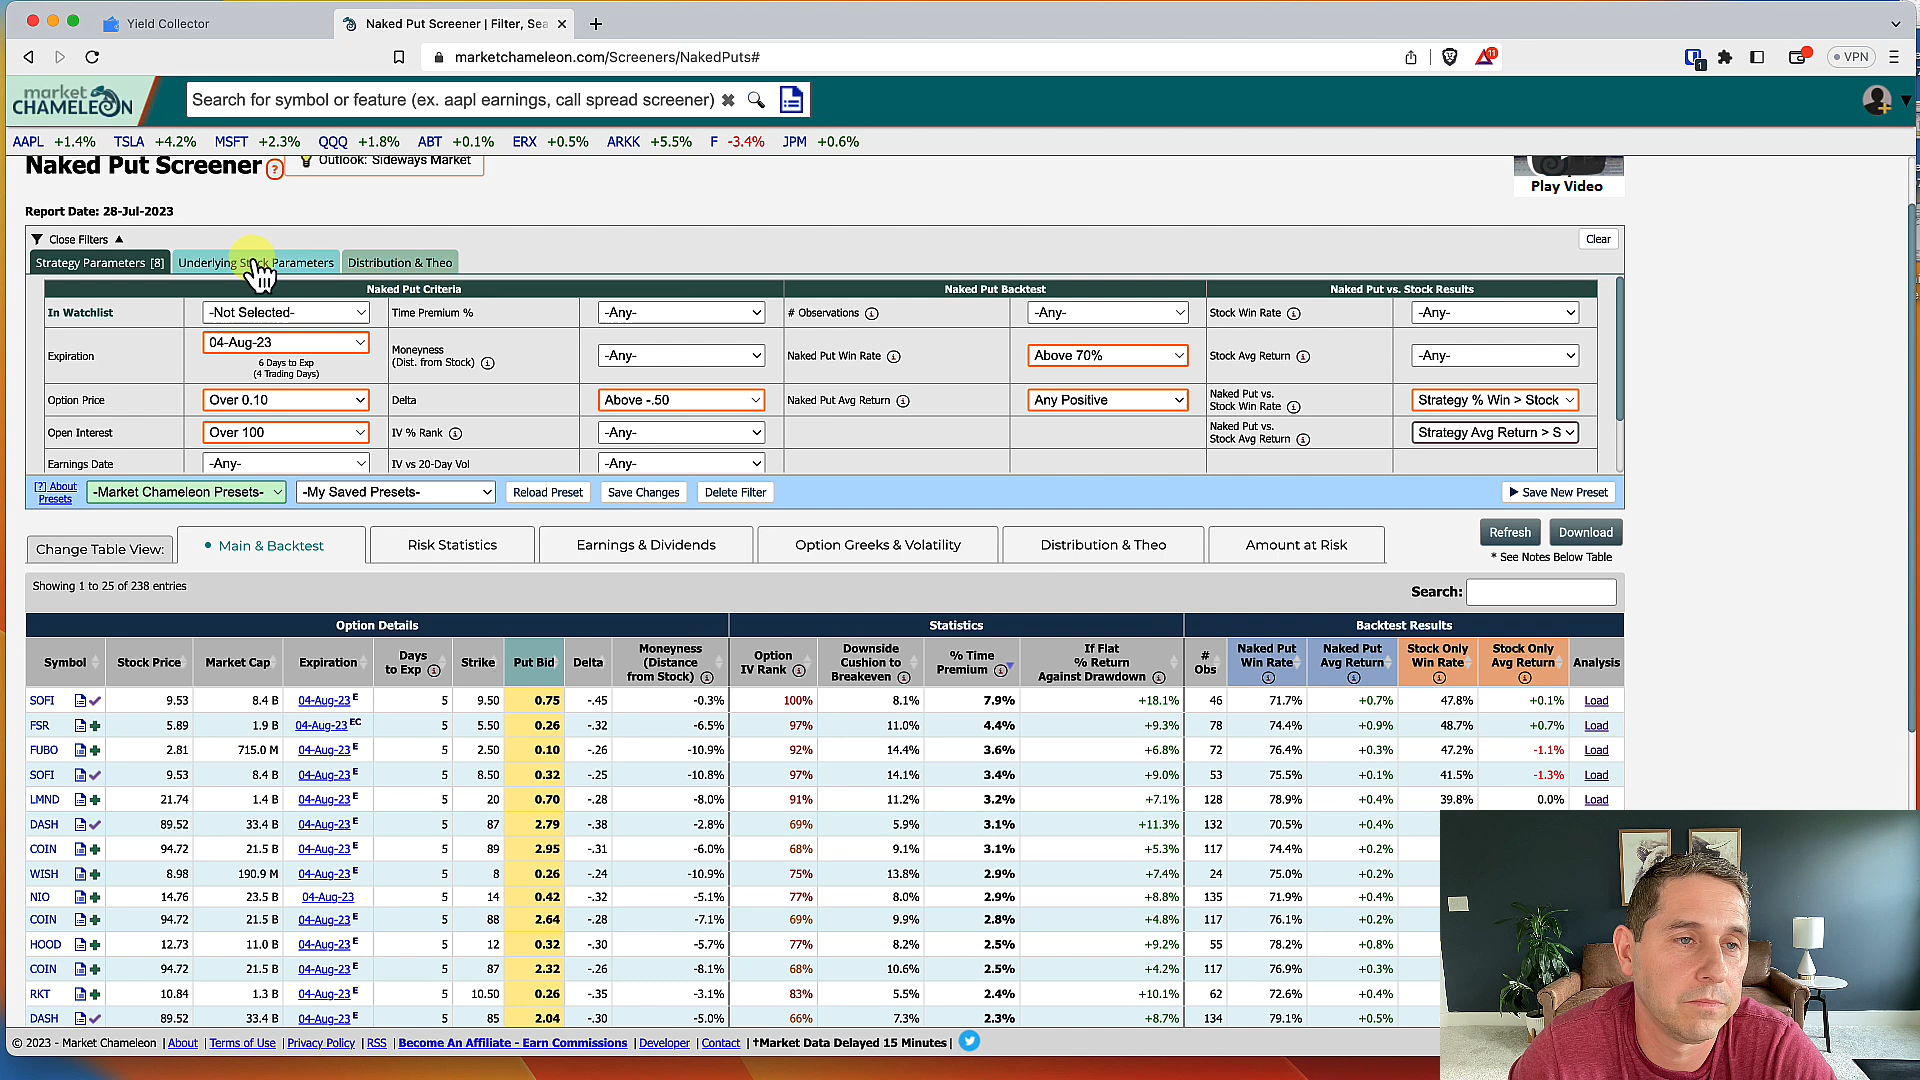 Yield Collector
Naked Put Screener | Filter, Sea
marketchameleon.com/Screeners/NakedPuts#
11
1
VPN
market
CHAMELEON
Search for symbol or feature (ex. aapl earnings, call spread screener)
AAPL +1.4% TSLA +4.2% MSFT +2.3% QQQ +1.8% ABT +0.1% ERX +0.5% ARKK +5.5% F -3.4% JPM +0.6%
Naked Put Screener ? Outlook: Sideways Market
Play Video
Report Date: 28-Jul-2023
Close Filters ▲ Clear
Strategy Parameters [8] Underlying Stock Parameters Distribution & Theo
Naked Put Criteria Naked Put Backtest Naked Put vs. Stock Results
In Watchlist -Not Selected- Time Premium % -Any- # Observations -Any- Stock Win Rate -Any-
Expiration 04-Aug-23 Moneyness (Dist. from Stock) -Any- Naked Put Win Rate Above 70% Stock Avg Return -Any-
6 Days to Exp
(4 Trading Days)
Option Price Over 0.10 Delta Above -.50 Naked Put Avg Return Any Positive Naked Put vs. Stock Win Rate Strategy % Win > Stock
Open Interest Over 100 IV % Rank -Any- Naked Put vs. Stock Avg Return Strategy Avg Return > S
Earnings Date -Any- IV vs 20-Day Vol -Any-
[?] About Presets -Market Chameleon Presets- -My Saved Presets- Reload Preset Save Changes Delete Filter ▶ Save New Preset
Change Table View: • Main & Backtest Risk Statistics Earnings & Dividends Option Greeks & Volatility Distribution & Theo Amount at Risk
Refresh Download
* See Notes Below Table
Showing 1 to 25 of 238 entries
Search:
Option Details Statistics Backtest Results
Symbol Stock Price Market Cap Expiration Days to Exp Strike Put Bid Delta Moneyness (Distance from Stock) Option IV Rank Downside Cushion to Breakeven % Time Premium If Flat % Return Against Drawdown # Obs Naked Put Win Rate Naked Put Avg Return Stock Only Win Rate Stock Only Avg Return Analysis
SOFI 9.53 8.4 B 04-Aug-23 E 5 9.50 0.75 -.45 -0.3% 100% 8.1% 7.9% +18.1% 46 71.7% +0.7% 47.8% +0.1% Load
FSR 5.89 1.9 B 04-Aug-23 EC 5 5.50 0.26 -.32 -6.5% 97% 11.0% 4.4% +9.3% 78 74.4% +0.9% 48.7% +0.7% Load
FUBO 2.81 715.0 M 04-Aug-23 E 5 2.50 0.10 -.26 -10.9% 92% 14.4% 3.6% +6.8% 72 76.4% +0.3% 47.2% -1.1% Load
SOFI 9.53 8.4 B 04-Aug-23 E 5 8.50 0.32 -.25 -10.8% 97% 14.1% 3.4% +9.0% 53 75.5% +0.1% 41.5% -1.3% Load
LMND 21.74 1.4 B 04-Aug-23 E 5 20 0.70 -.28 -8.0% 91% 11.2% 3.2% +7.1% 128 78.9% +0.4% 39.8% 0.0% Load
DASH 89.52 33.4 B 04-Aug-23 E 5 87 2.79 -.38 -2.8% 69% 5.9% 3.1% +11.3% 132 70.5% +0.4%
COIN 94.72 21.5 B 04-Aug-23 E 5 89 2.95 -.31 -6.0% 68% 9.1% 3.1% +5.3% 117 74.4% +0.2%
WISH 8.98 190.9 M 04-Aug-23 E 5 8 0.26 -.24 -10.9% 75% 13.8% 2.9% +7.4% 24 75.0% +0.2%
NIO 14.76 23.5 B 04-Aug-23 5 14 0.42 -.32 -5.1% 77% 8.0% 2.9% +8.8% 135 71.9% +0.4%
COIN 94.72 21.5 B 04-Aug-23 E 5 88 2.64 -.28 -7.1% 69% 9.9% 2.8% +4.8% 117 76.1% +0.2%
HOOD 12.73 11.0 B 04-Aug-23 E 5 12 0.32 -.30 -5.7% 77% 8.2% 2.5% +9.2% 55 78.2% +0.8%
COIN 94.72 21.5 B 04-Aug-23 E 5 87 2.32 -.26 -8.1% 68% 10.6% 2.5% +4.2% 117 76.9% +0.3%
RKT 10.84 1.3 B 04-Aug-23 E 5 10.50 0.26 -.35 -3.1% 83% 5.5% 2.4% +10.1% 62 72.6% +0.4%
DASH 89.52 33.4 B 04-Aug-23 E 5 85 2.04 -.30 -5.0% 66% 7.3% 2.3% +8.7% 134 79.1% +0.5%
© 2023 - Market Chameleon | About | Terms of Use | Privacy Policy | RSS | Become An Affiliate - Earn Commissions | Developer | Contact | †Market Data Delayed 15 Minutes |